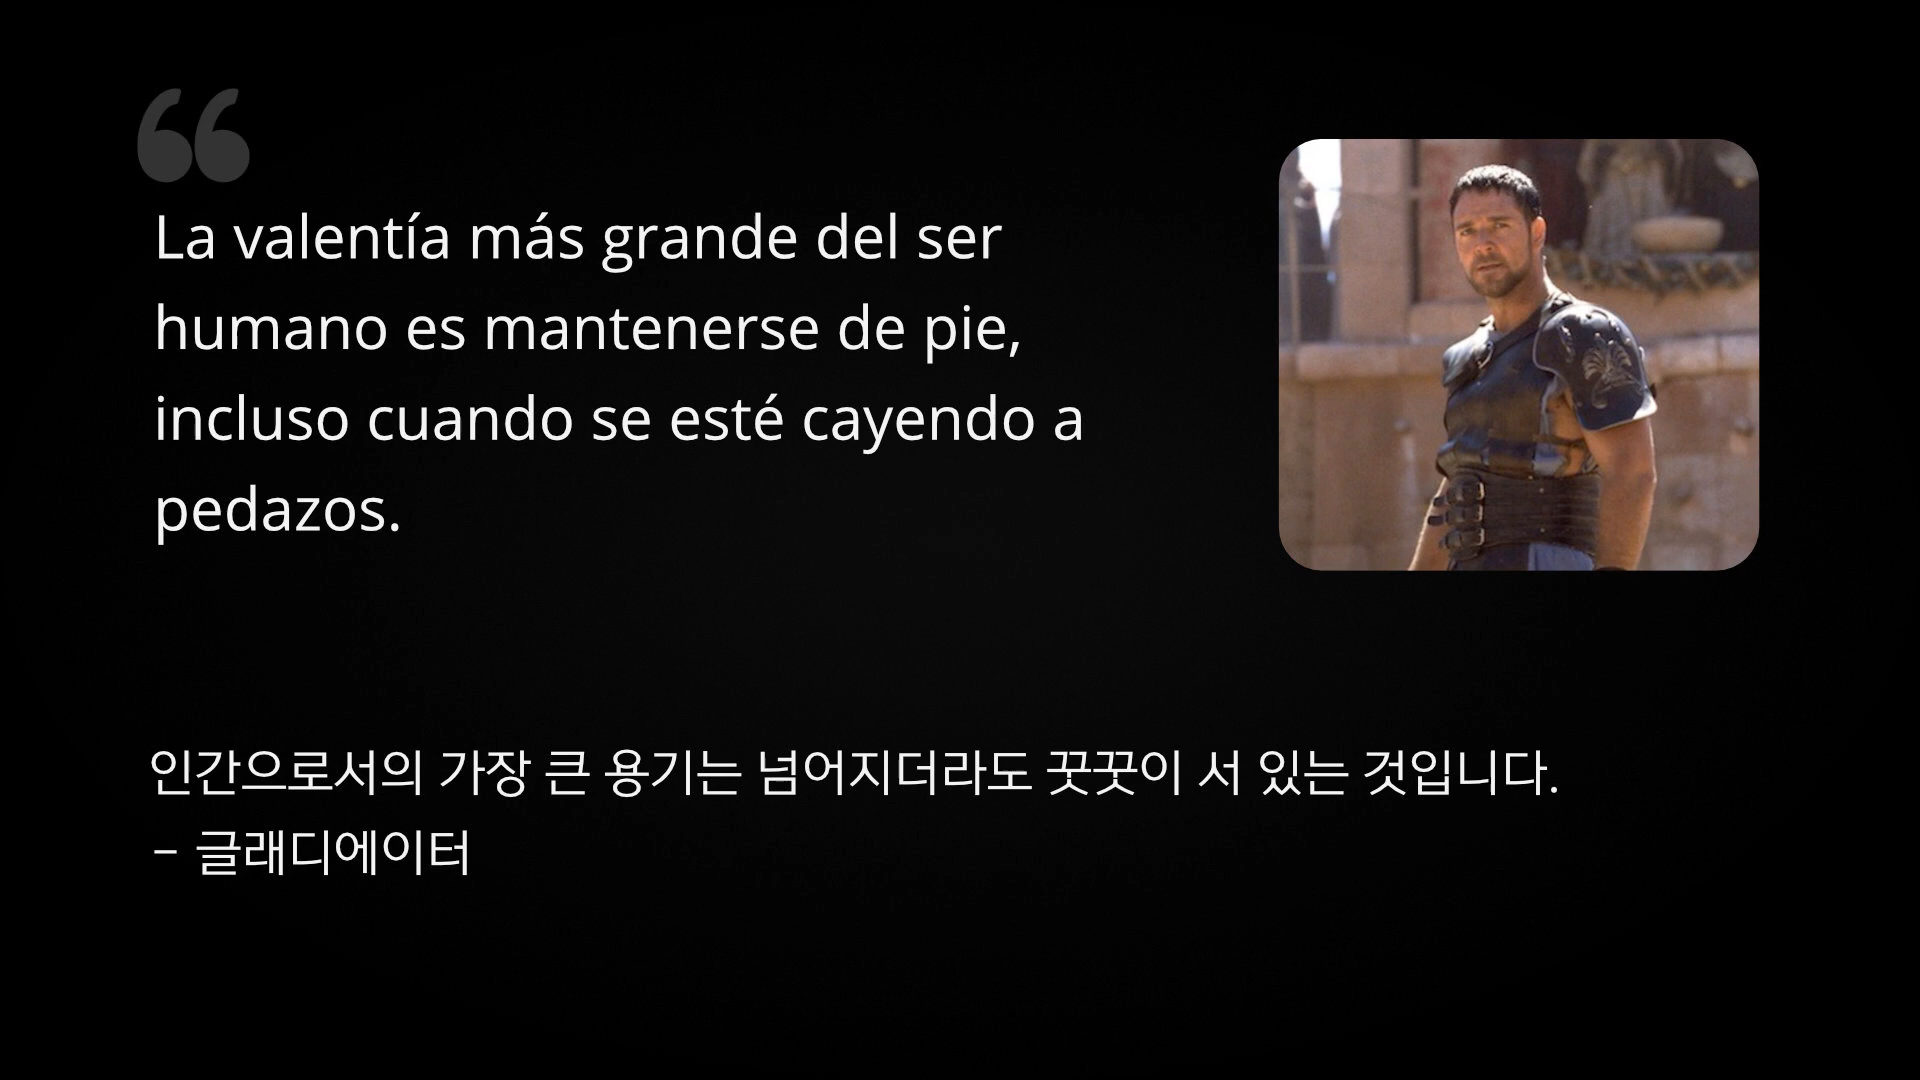 “
La valentía más grande del ser
humano es mantenerse de pie,
incluso cuando se esté cayendo a
pedazos.
인간으로서의 가장 큰 용기는 넘어지더라도 꿋꿋이 서 있는 것입니다.
– 글래디에이터